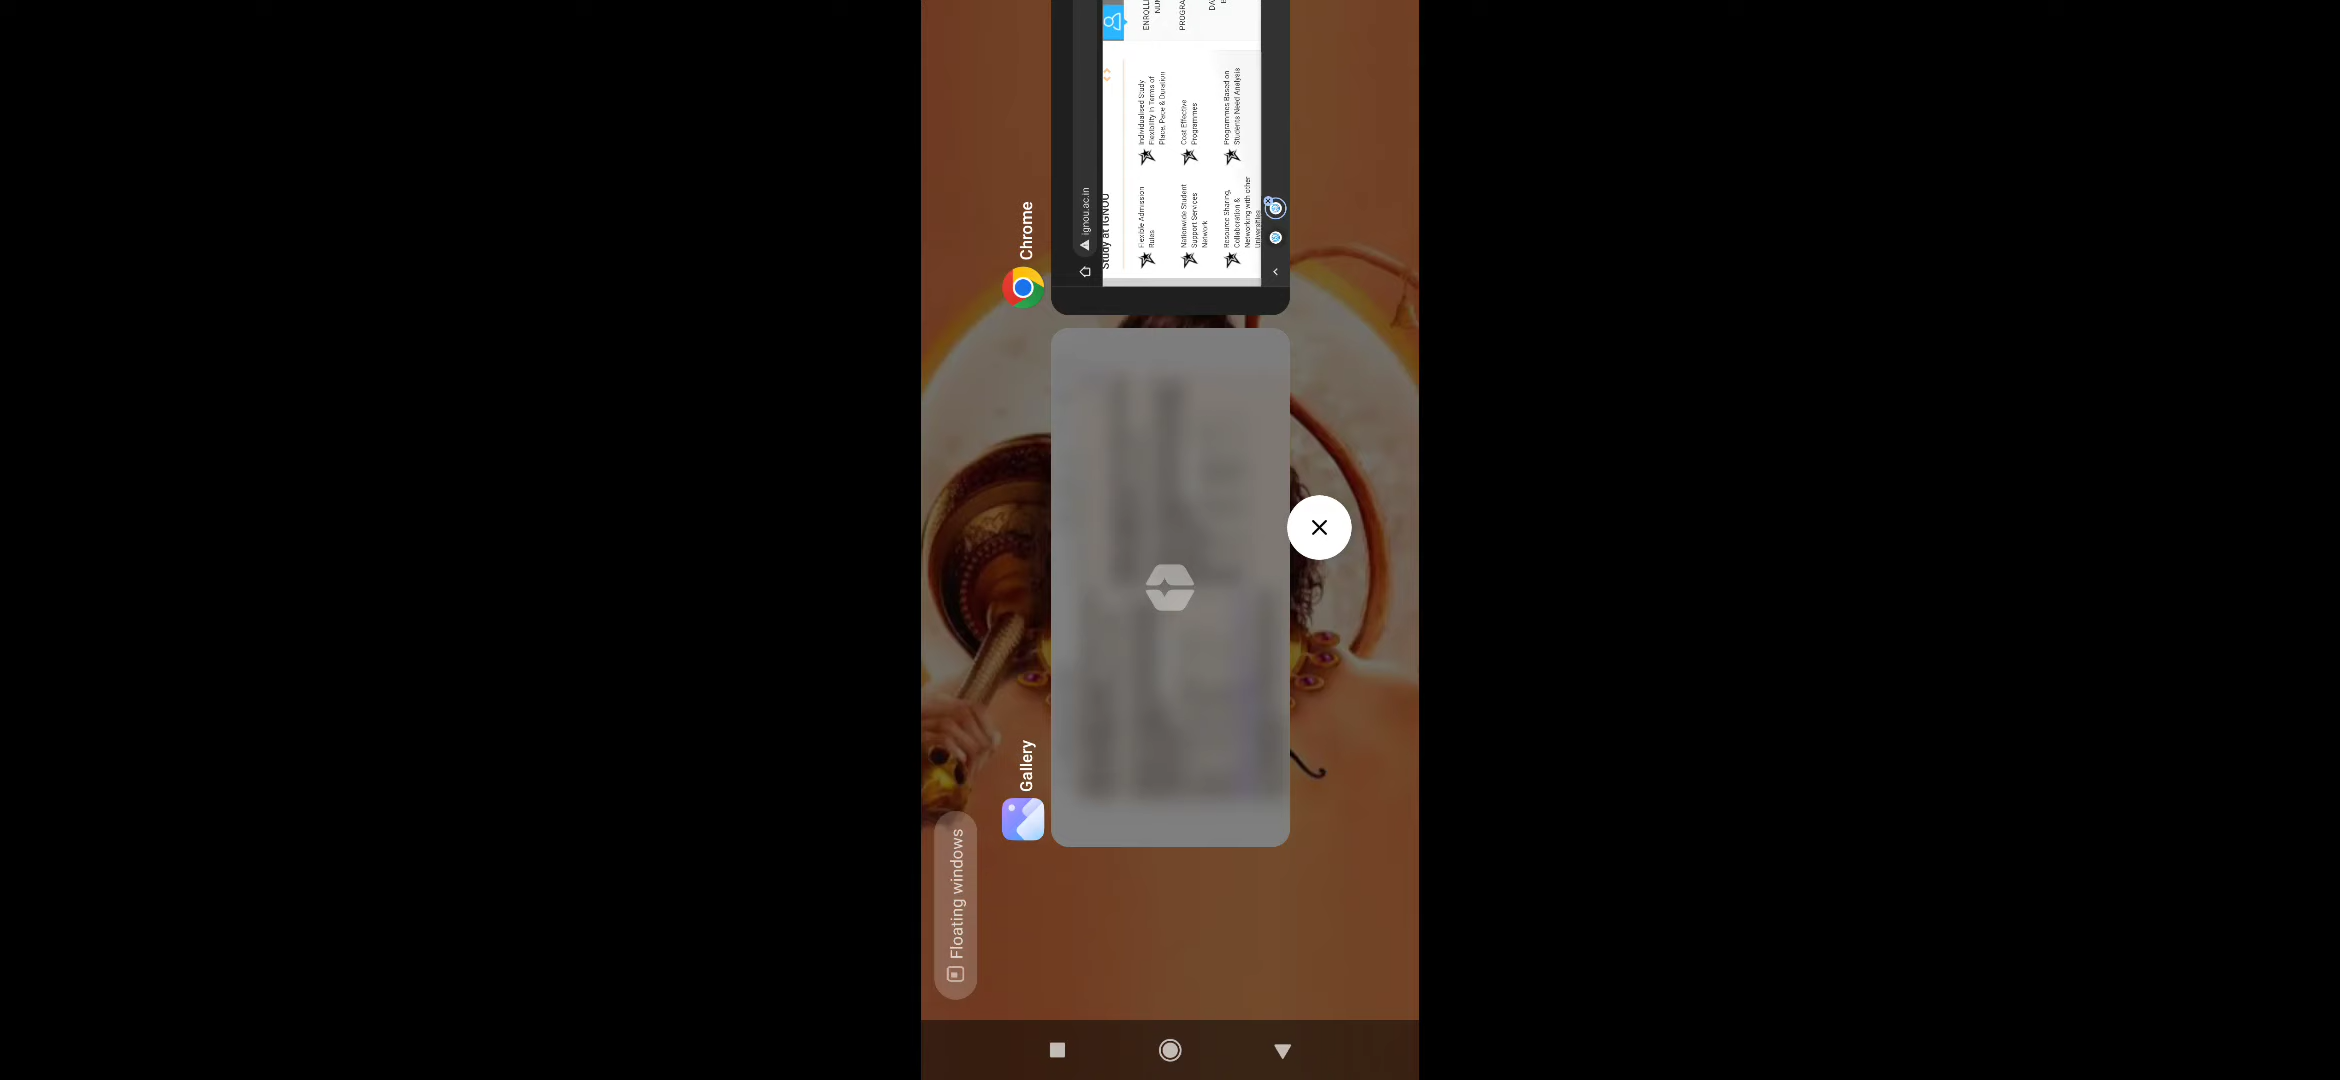 Floating windows
Gallery
Chrome
ignou.ac.in
Study at IGNOU
Flexible Admission
Rules
Individualised Study
Flexibility in Terms of
Place, Pace & Duration
Nationwide Student
Support Services
Network
Cost Effective
Programmes
Resource Sharing,
Collaboration &
Networking with other
Universities
Programmes Based on
Students Need Analysis